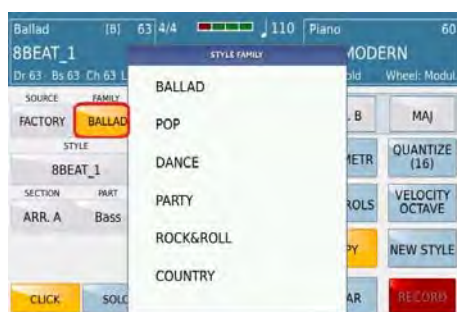 Ballad [B] 63 4/4 110 Piano 60
8BEAT_1 MODERN
Dr 63 Bs 63 Ch 63 Wheel: Modul.
STYLE FAMILY
BALLAD
POP
DANCE
PARTY
ROCK&ROLL
COUNTRY
SOURCE FAMILY
FACTORY BALLAD
STYLE
8BEAT_1
SECTION PART
ARR. A Bass
CLICK SOLO
B MAJ
METR QUANTIZE (16)
ROLS VELOCITY OCTAVE
PY NEW STYLE
AR RECORD